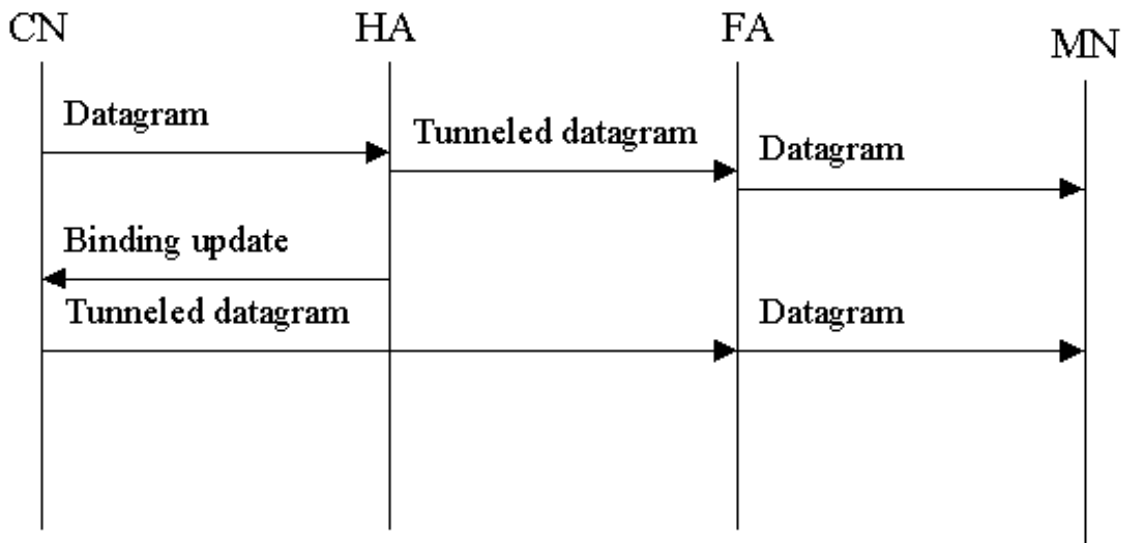 CN
HA
FA
MN
Datagram
Tunneled datagram
Datagram
Binding update
Tunneled datagram
Datagram